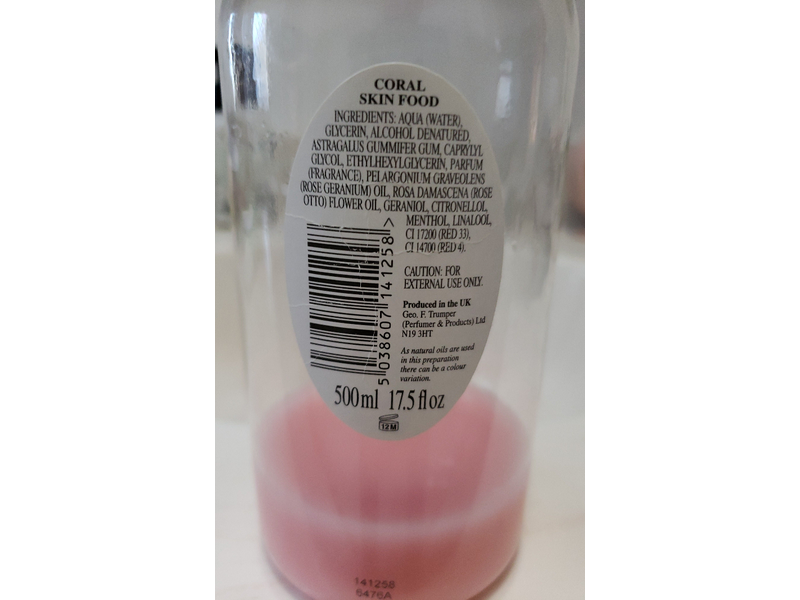 CORAL
SKIN FOOD
INGREDIENTS: AQUA (WATER),
GLYCERIN, ALCOHOL DENATURED,
ASTRAGALUS GUMMIFER GUM, CAPRYLYL
GLYCOL, ETHYLHEXYLGLYCERIN, PARFUM
(FRAGRANCE), PELARGONIUM GRAVEOLENS
(ROSE GERANIUM) OIL, ROSA DAMASCENA (ROSE
OTTO) FLOWER OIL, GERANIOL, CITRONELLOL,
MENTHOL, LINALOOL,
CI 17200 (RED 33),
CI 14700 (RED 4).
CAUTION: FOR
EXTERNAL USE ONLY.
Produced in the UK
Geo. F. Trumper
(Perfumer & Products) Ltd
N19 3HT
As natural oils are used
in this preparation
there can be a colour
variation.
5 038607 141258 >
500ml 17.5 fl oz
12M
141258
6476A